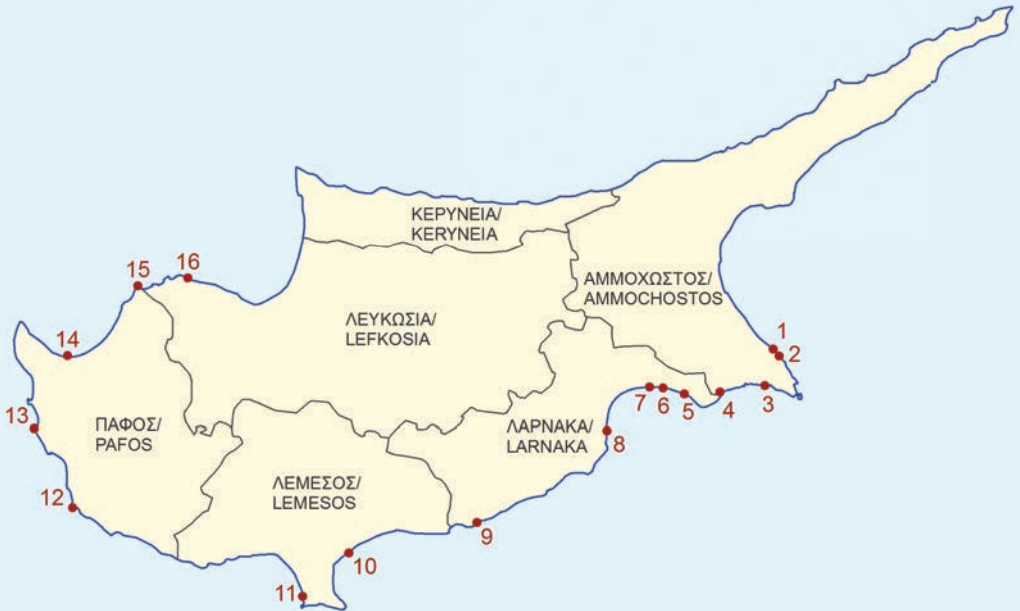 ΚΕΡΥΝΕΙΑ/
KERYNEIA
ΑΜΜΟΧΩΣΤΟΣ/
AMMOCHOSTOS
ΛΕΥΚΩΣΙΑ/
LEFKOSIA
ΠΑΦΟΣ/
PAFOS
ΛΑΡΝΑΚΑ/
LARNAKA
ΛΕΜΕΣΟΣ/
LEMESOS
1
2
3
4
5
6
7
8
9
10
11
12
13
14
15
16